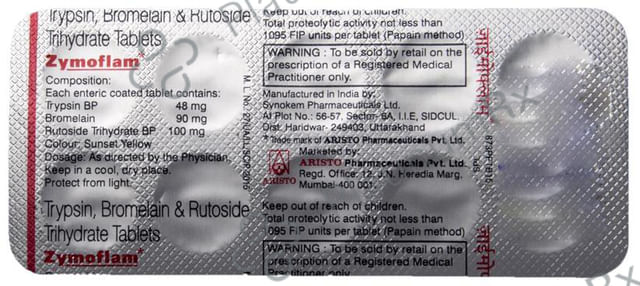 Trypsin, Bromelain & Rutoside
Trihydrate Tablets
Zymoflam*
Composition:
Each enteric coated tablet contains:
Trypsin BP 48 mg
Bromelain 90 mg
Rutoside Trihydrate BP 100 mg
Colour: Sunset Yellow
Dosage: As directed by the Physician.
Keep in a cool, dry place.
Protect from light.
Trypsin, Bromelain & Rutoside
Trihydrate Tablets
Zymoflam*
Keep out of reach of Children.
Total proteolytic activity not less than
1095 FIP units per tablet (Papain method)
WARNING : To be sold by retail on the
prescription of a Registered Medical
Practitioner only.
Manufactured in India by:
Synokem Pharmaceuticals Ltd.
At Plot No.: 56-57, Sector- 6A, I.I.E, SIDCUL,
Dist. Haridwar- 249403, Uttarakhand
* Trade mark of ARISTO Pharmaceuticals Pvt. Ltd.
Marketed by:
ARISTO Pharmaceuticals Pvt. Ltd.
Regd. Office: 12, J.N. Heredia Marg,
Mumbai-400 001.
ARISTO
Keep out of reach of children.
Total proteolytic activity not less than
1095 FIP units per tablet (Papain method)
WARNING : To be sold by retail on the
prescription of a Registered Medical
Practitioner only.